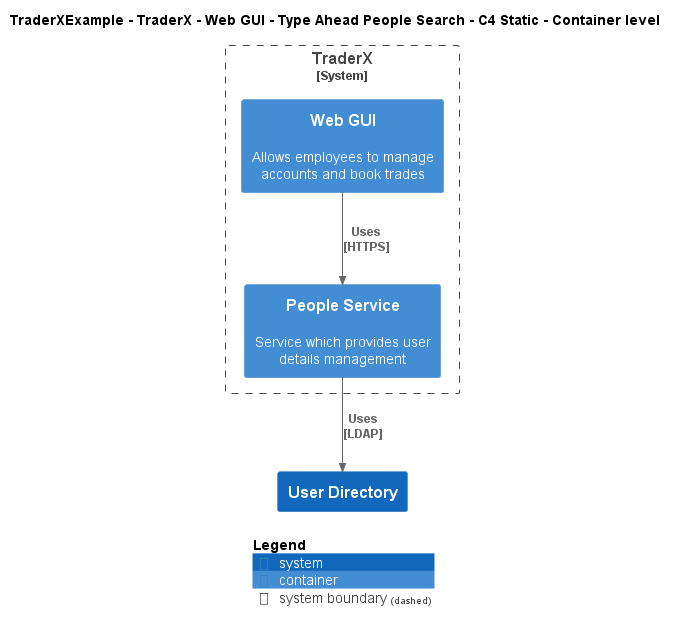 TraderXExample - TraderX - Web GUI - Type Ahead People Search - C4 Static - Container level
TraderX
[System]
Web GUI
Allows employees to manage
accounts and book trades
Uses
[HTTPS]
People Service
Service which provides user
details management
Uses
[LDAP]
User Directory
Legend
system
container
system boundary (dashed)